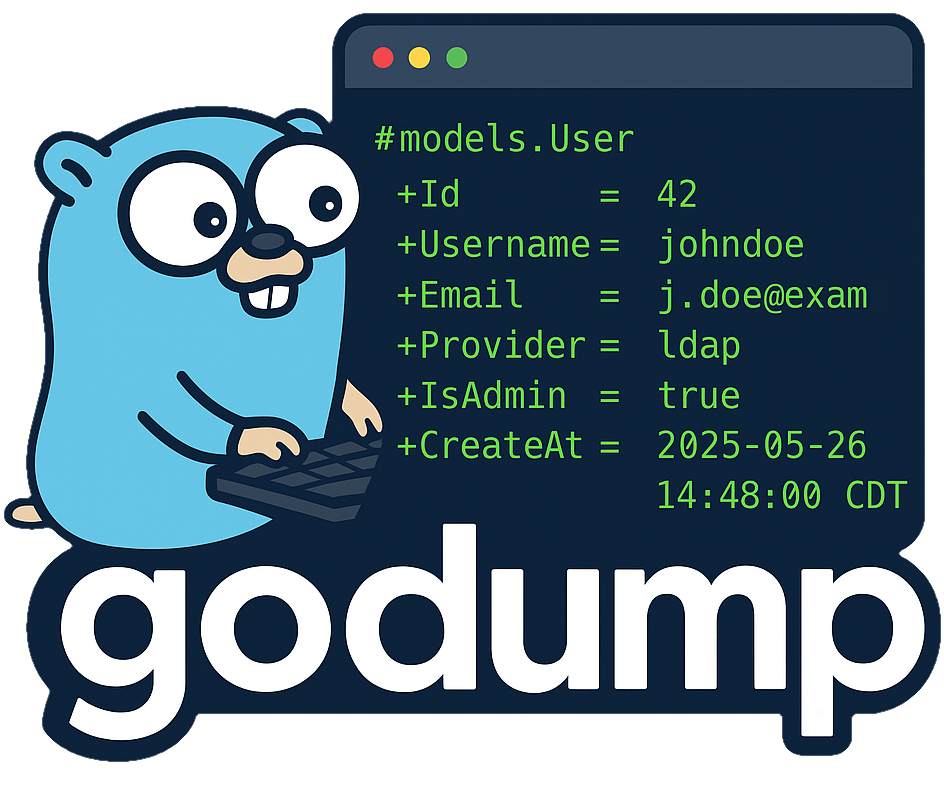 #models.User
+Id = 42
+Username = johndoe
+Email = j.doe@exam
+Provider = ldap
+IsAdmin = true
+CreateAt = 2025-05-26
14:48:00 CDT
godump